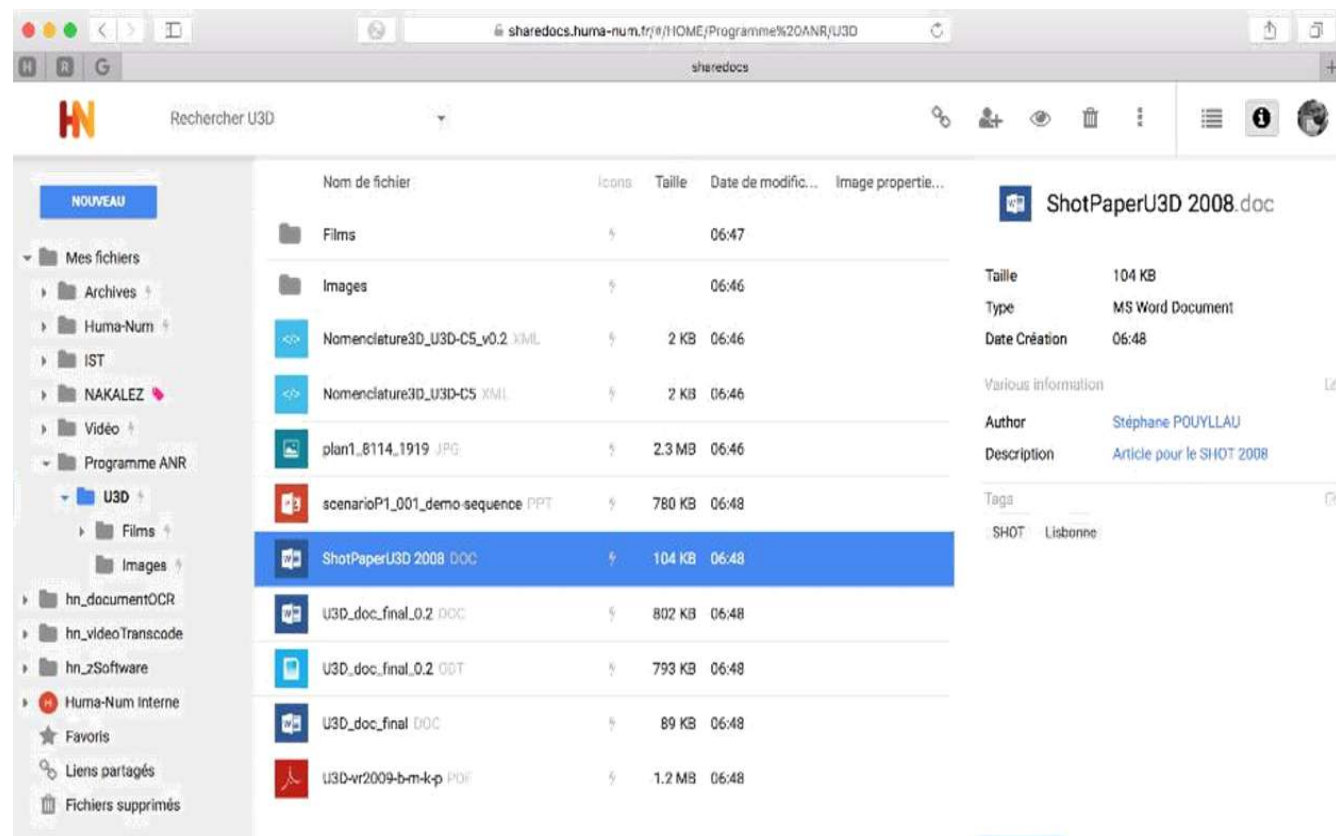 sharedocs.huma-num.fr/#/HOME/Programme%20ANR/U3D
H R G
sharedocs
HN
Rechercher U3D
NOUVEAU
Mes fichiers
Archives
Huma-Num
IST
NAKALEZ
Vidéo
Programme ANR
U3D
Films
Images
hn_documentOCR
hn_videoTranscode
hn_zSoftware
H Huma-Num Interne
Favoris
Liens partagés
Fichiers supprimés
Nom de fichier Icons Taille Date de modific... Image propertie...
Films 06:47
Images 06:46
Nomenclature3D_U3D-C5_v0.2 XML 2 KB 06:46
Nomenclature3D_U3D-C5 XML 2 KB 06:46
plan1_8114_1919 JPG 2.3 MB 06:46
scenarioP1_001_demo-sequence PPT 780 KB 06:48
ShotPaperU3D 2008 DOC 104 KB 06:48
U3D_doc_final_0.2 DOC 802 KB 06:48
U3D_doc_final_0.2 ODT 793 KB 06:48
U3D_doc_final DOC 89 KB 06:48
U3D-vr2009-b-m-k-p PDF 1.2 MB 06:48
ShotPaperU3D 2008.doc
Taille 104 KB
Type MS Word Document
Date Création 06:48
Various information
Author Stéphane POUYLLAU
Description Article pour le SHOT 2008
Tags
SHOT Lisbonne